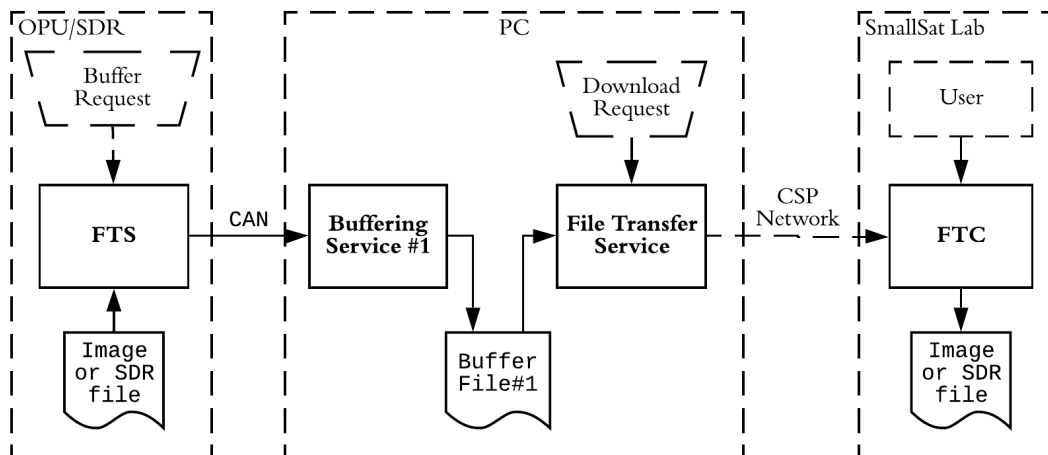 OPU/SDR
Buffer
Request
FTS
Image
or SDR
file
CAN
PC
Buffering
Service #1
Buffer
File#1
Download
Request
File Transfer
Service
CSP
Network
SmallSat Lab
User
FTC
Image
or SDR
file